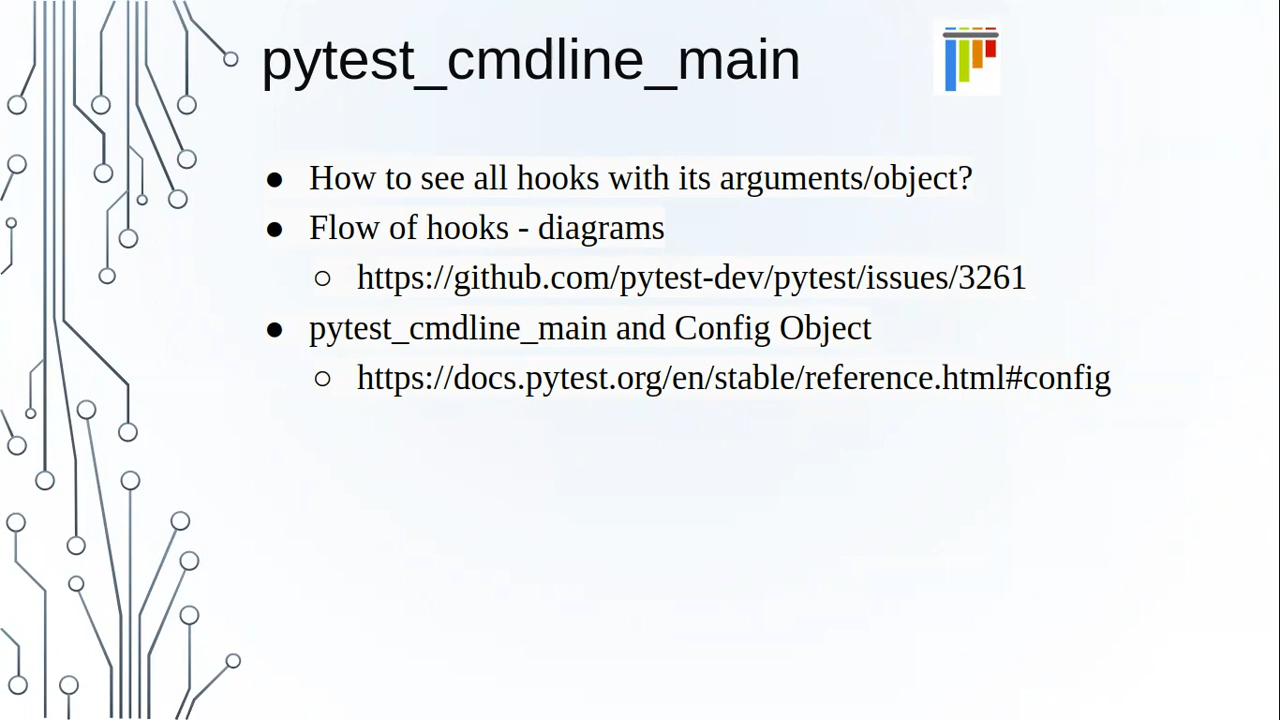 pytest_cmdline_main
● How to see all hooks with its arguments/object?
● Flow of hooks - diagrams
○ https://github.com/pytest-dev/pytest/issues/3261
● pytest_cmdline_main and Config Object
○ https://docs.pytest.org/en/stable/reference.html#config